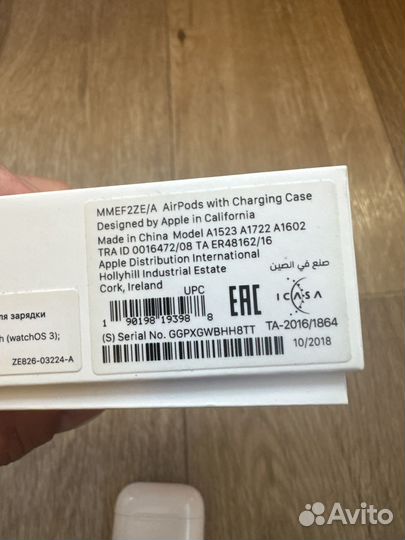 MMEF2ZE/A AirPods with Charging Case
Designed by Apple in California
Made in China Model A1523 A1722 A1602
TRA ID 0016472/08 TA ER48162/16
Apple Distribution International
Hollyhill Industrial Estate
Cork, Ireland
صنع في الصين
UPC
EAC
ICASA
1 90198 19398 8
TA-2016/1864
(S) Serial No. GGPXGWBHH8TT
10/2018
ля зарядки
h (watchOS 3);
ZE826-03224-A
Avito